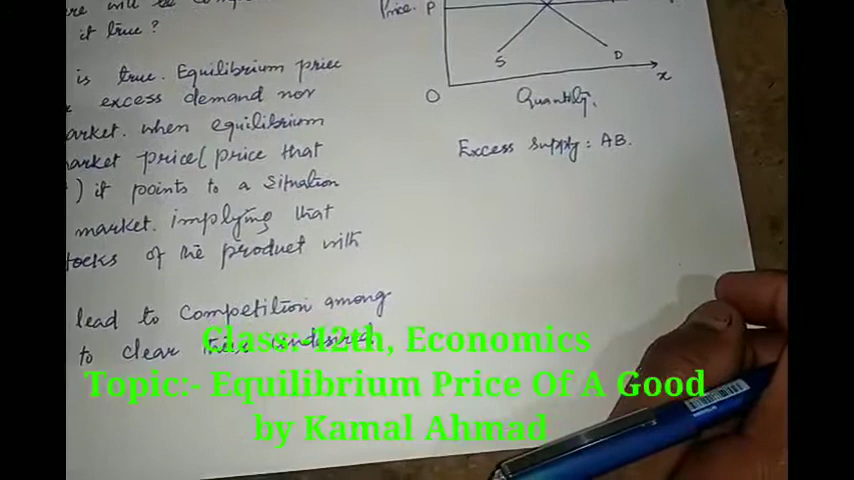 it true?
is true. Equilibrium price
excess demand nor
market. when equilibrium
market price (price that
) it points to a situation
market. implying that
stocks of the product with
lead to competition among
to clear their undesired
Price. P
S D
x
O
Quantity.
Excess supply: AB.
Class: 12th, Economics
Topic:- Equilibrium Price Of A Good
by Kamal Ahmad